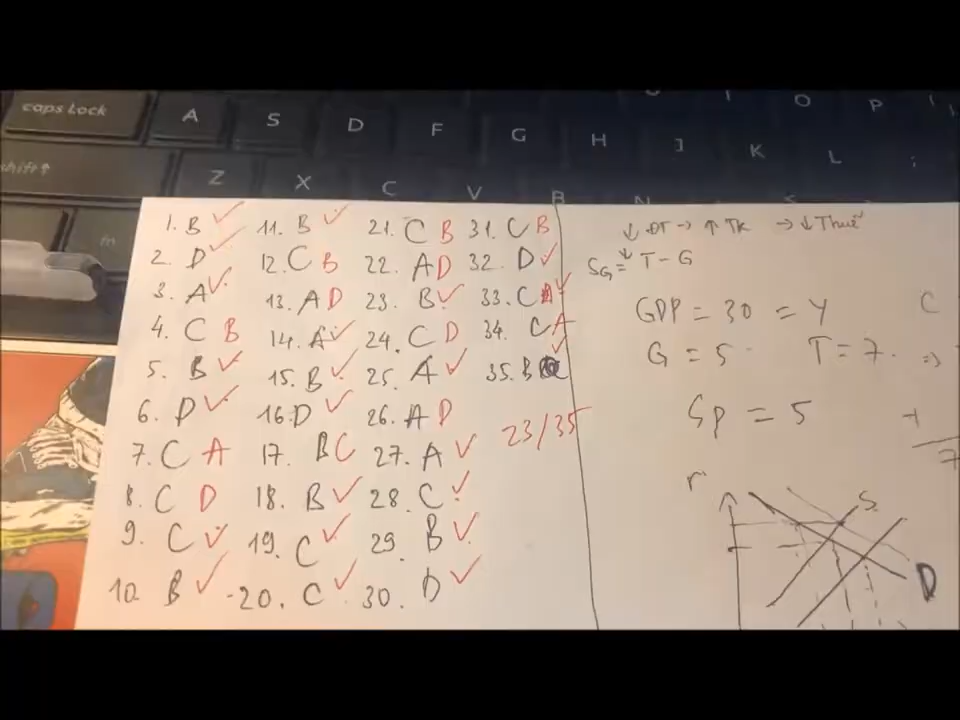 caps Lock A S D F G H J K L ;
O P
shift Z X C V B N
fn
1. B ✓ 11. B ✓ 21. C B 31. C B
2. D ✓ 12. C B 22. A D 32. D ✓
3. A ✓ 13. A D 23. B ✓ 33. C ✓
4. C B 14. A ✓ 24. C D 34. C A
5. B ✓ 15. B ✓ 25. A ✓ 35. B ✓
6. D ✓ 16. D ✓ 26. A D
7. C A 17. B C 27. A ✓
8. C D 18. B ✓ 28. C ✓
9. C ✓ 19. C ✓ 29. B ✓
10. B ✓ 20. C ✓ 30. D ✓
23/35
↓ ĐT → ↑ TK → ↓ Thuế
SG = ↓ T - G
GDP = 30 = Y C
G = 5 T = 7. =>
Sp = 5 +
7
r S
D